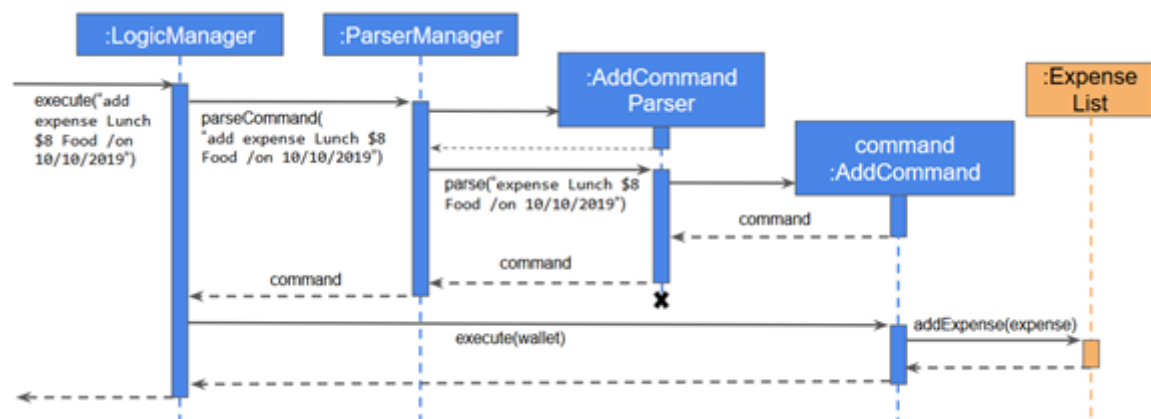 :LogicManager
:ParserManager
:AddCommand
Parser
:Expense
List
command
:AddCommand
execute("add
expense Lunch
$8 Food /on
10/10/2019")
parseCommand(
"add expense Lunch $8
Food /on 10/10/2019")
parse("expense Lunch $8
Food /on 10/10/2019")
command
command
command
execute(wallet)
addExpense(expense)